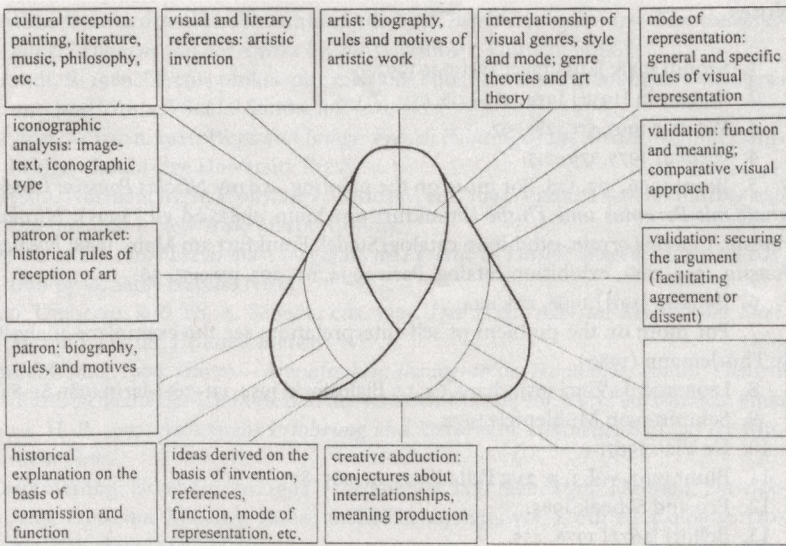 cultural reception:
painting, literature,
music, philosophy,
etc.
visual and literary
references: artistic
invention
artist: biography,
rules and motives of
artistic work
interrelationship of
visual genres, style
and mode; genre
theories and art
theory
mode of
representation:
general and specific
rules of visual
representation
iconographic
analysis: image-
text, iconographic
type
validation: function
and meaning;
comparative visual
approach
patron or market:
historical rules of
reception of art
validation: securing
the argument
(facilitating
agreement or
dissent)
patron: biography,
rules, and motives
historical
explanation on the
basis of
commission and
function
ideas derived on the
basis of invention,
references,
function, mode of
representation, etc.
creative abduction:
conjectures about
interrelationships,
meaning production